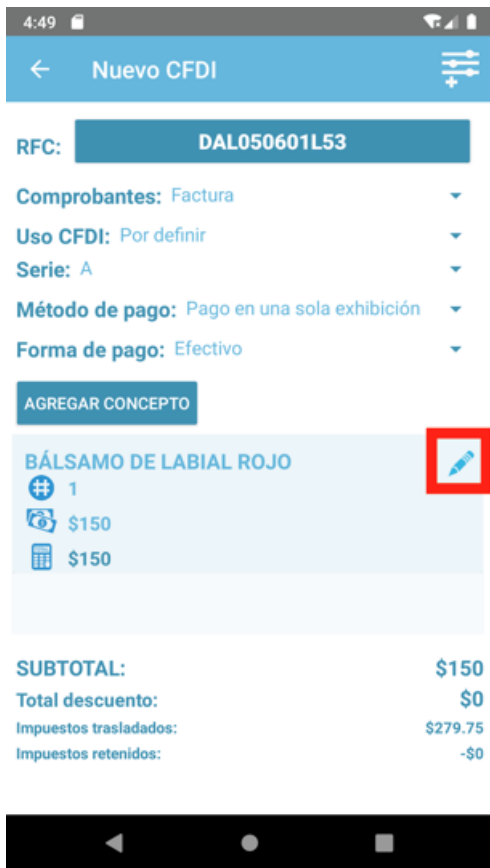 4:49
Nuevo CFDI
RFC: DAL050601L53
Comprobantes: Factura
Uso CFDI: Por definir
Serie: A
Método de pago: Pago en una sola exhibición
Forma de pago: Efectivo
AGREGAR CONCEPTO
BÁLSAMO DE LABIAL ROJO
1
$150
$150
SUBTOTAL: $150
Total descuento: $0
Impuestos trasladados: $279.75
Impuestos retenidos: -$0